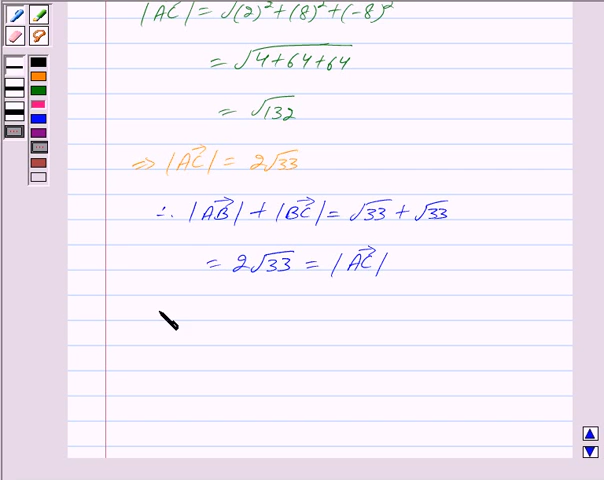 |AC⃗| = √(2)² + (8)² + (-8)²
= √4+64+64
= √132
⇒ |AC⃗| = 2√33
∴ |AB⃗| + |BC⃗| = √33 + √33
= 2√33 = |AC⃗|